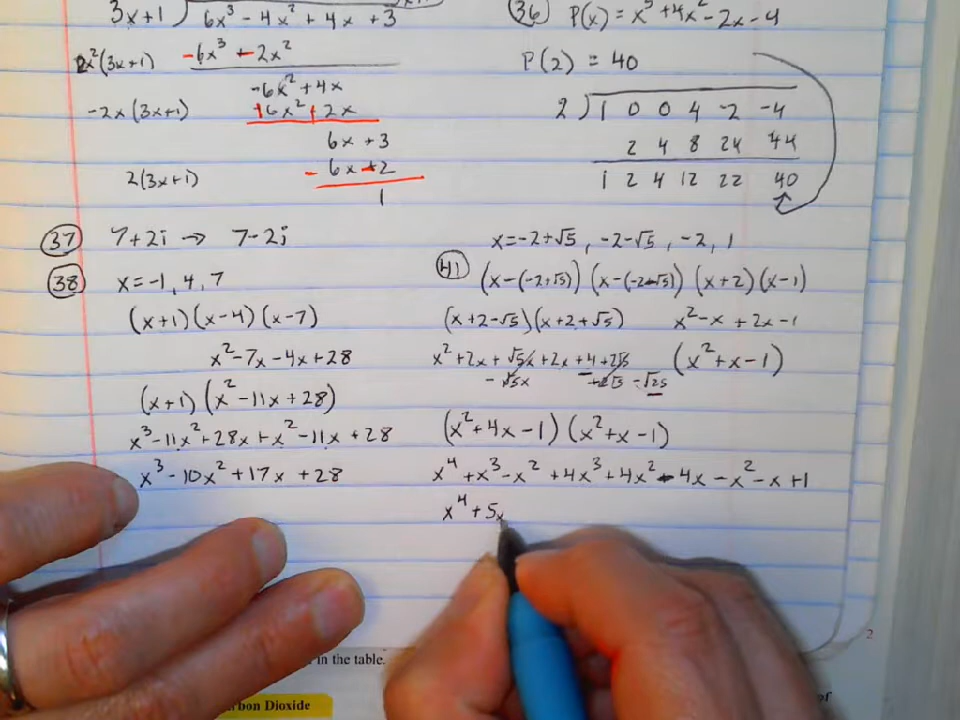 3x+1 ) 6x³ - 4x² + 4x + 3
2x²(3x+1) - 6x³ + 2x²
-6x² + 4x
-2x(3x+1) + 6x² + 2x
6x + 3
2(3x+1) - 6x + 2
1
(36) P(x) = x⁵ + 4x² - 2x - 4
P(2) = 40
2 ) 1 0 0 4 -2 -4
2 4 8 24 44
1 2 4 12 22 40
(37) 7+2i → 7-2i
(38) x = -1, 4, 7
(x+1)(x-4)(x-7)
x² - 7x - 4x + 28
(x+1)(x² - 11x + 28)
x³ - 11x² + 28x + x² - 11x + 28
x³ - 10x² + 17x + 28
x = -2+√5, -2-√5, -2, 1
(41) (x-(-2+√5))(x-(-2-√5))(x+2)(x-1)
(x+2-√5)(x+2+√5) x² - x + 2x - 1
x² + 2x + √5x + 2x + 4 + 2√5 (x² + x - 1)
- √5x + 2√5 - √25
(x² + 4x - 1)(x² + x - 1)
x⁴ + x³ - x² + 4x³ + 4x² - 4x - x² - x + 1
x⁴ + 5x
2
in the table.
bon Dioxide
of